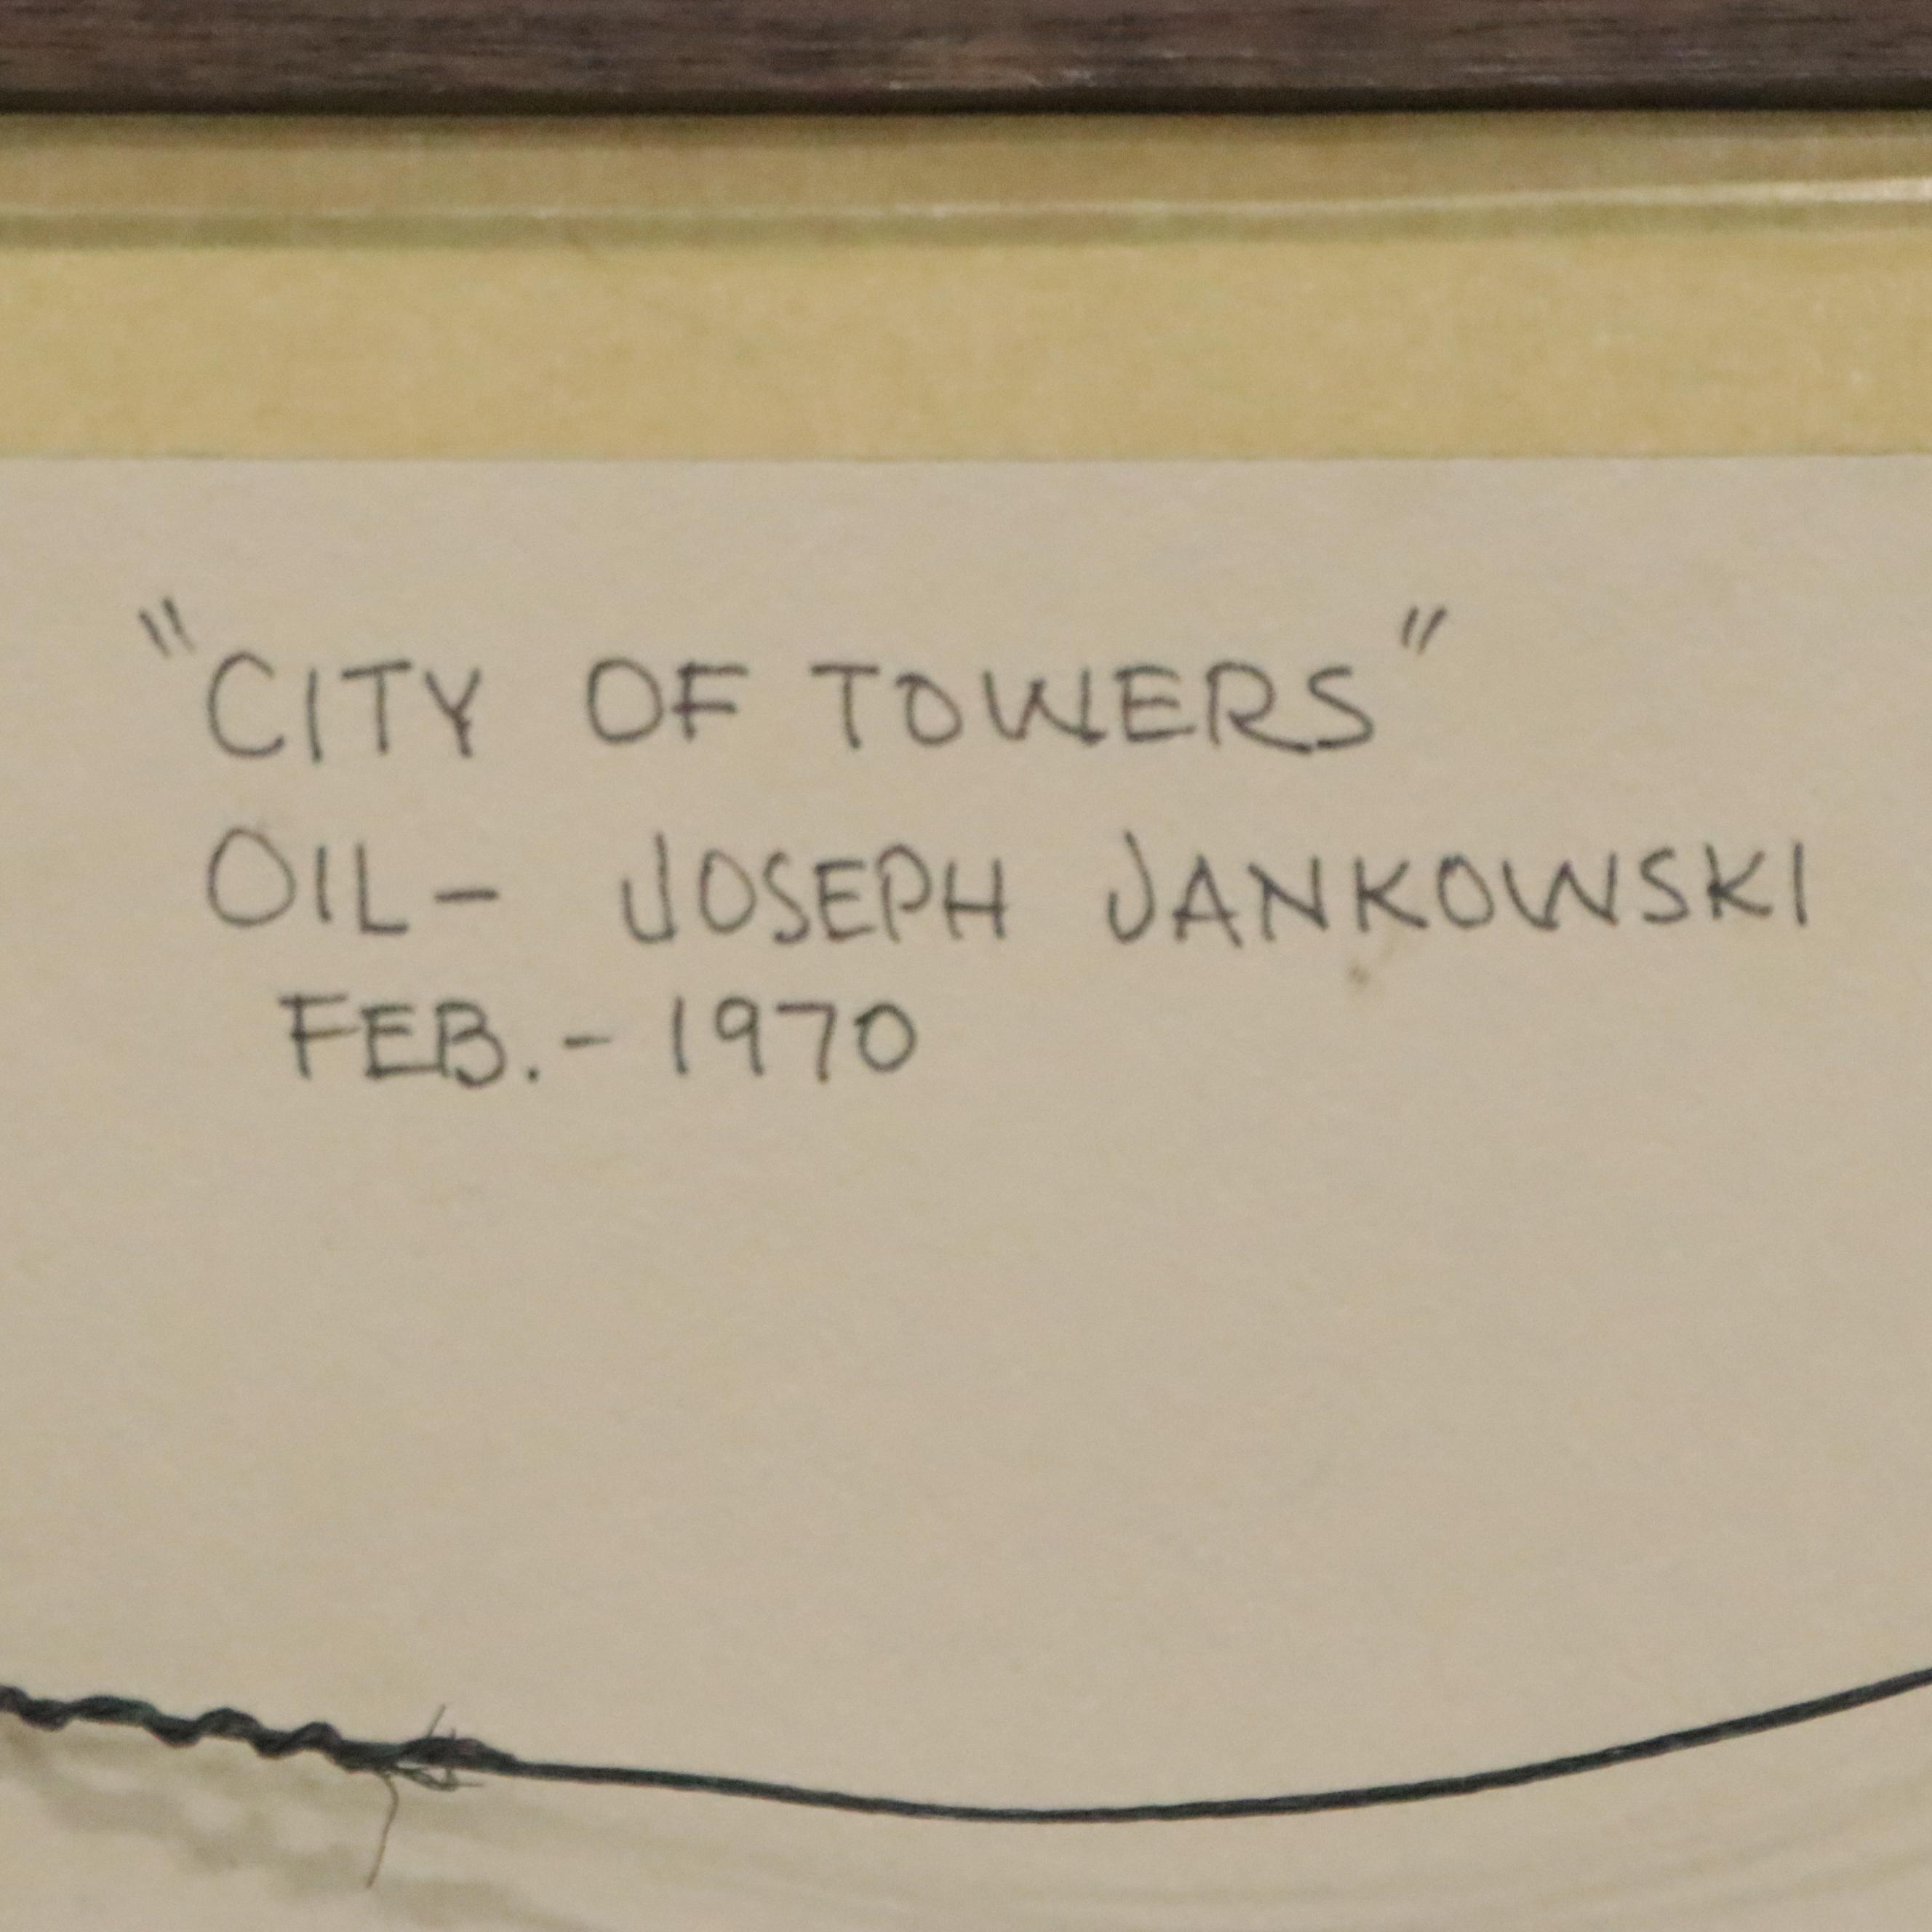 "CITY OF TOWERS"
OIL- JOSEPH JANKOWSKI
FEB.- 1970